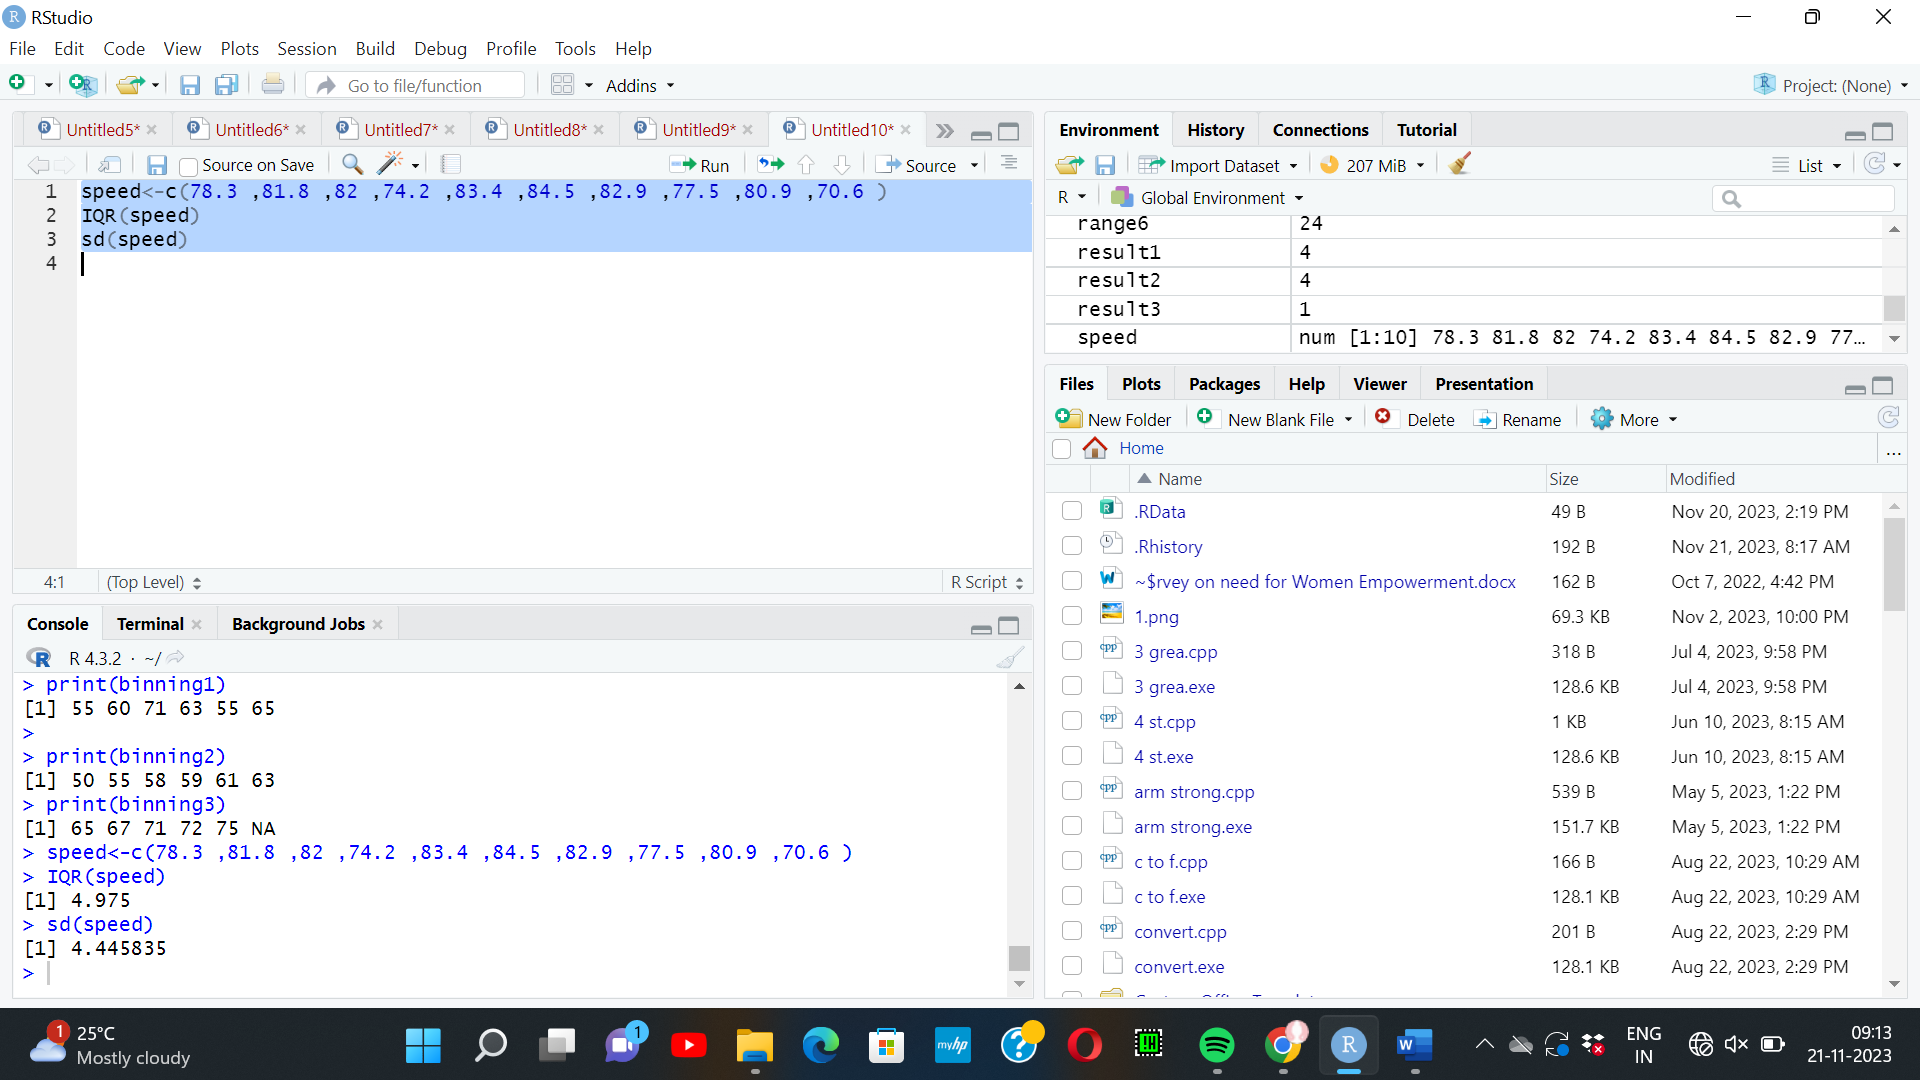 RStudio
File Edit Code View Plots Session Build Debug Profile Tools Help
Go to file/function Addins Project: (None)
Untitled5* Untitled6* Untitled7* Untitled8* Untitled9* Untitled10*
Source on Save Run Source
1 speed<-c(78.3 ,81.8 ,82 ,74.2 ,83.4 ,84.5 ,82.9 ,77.5 ,80.9 ,70.6 )
2 IQR(speed)
3 sd(speed)
4
4:1 (Top Level) R Script
Console Terminal Background Jobs
R 4.3.2 · ~/
> print(binning1)
[1] 55 60 71 63 55 65
>
> print(binning2)
[1] 50 55 58 59 61 63
> print(binning3)
[1] 65 67 71 72 75 NA
> speed<-c(78.3 ,81.8 ,82 ,74.2 ,83.4 ,84.5 ,82.9 ,77.5 ,80.9 ,70.6 )
> IQR(speed)
[1] 4.975
> sd(speed)
[1] 4.445835
>
Environment History Connections Tutorial
Import Dataset 207 MiB List
R Global Environment
range6 24
result1 4
result2 4
result3 1
speed num [1:10] 78.3 81.8 82 74.2 83.4 84.5 82.9 77…
Files Plots Packages Help Viewer Presentation
New Folder New Blank File Delete Rename More
Home ...
Name Size Modified
.RData 49 B Nov 20, 2023, 2:19 PM
.Rhistory 192 B Nov 21, 2023, 8:17 AM
~$rvey on need for Women Empowerment.docx 162 B Oct 7, 2022, 4:42 PM
1.png 69.3 KB Nov 2, 2023, 10:00 PM
3 grea.cpp 318 B Jul 4, 2023, 9:58 PM
3 grea.exe 128.6 KB Jul 4, 2023, 9:58 PM
4 st.cpp 1 KB Jun 10, 2023, 8:15 AM
4 st.exe 128.6 KB Jun 10, 2023, 8:15 AM
arm strong.cpp 539 B May 5, 2023, 1:22 PM
arm strong.exe 151.7 KB May 5, 2023, 1:22 PM
c to f.cpp 166 B Aug 22, 2023, 10:29 AM
c to f.exe 128.1 KB Aug 22, 2023, 10:29 AM
convert.cpp 201 B Aug 22, 2023, 2:29 PM
convert.exe 128.1 KB Aug 22, 2023, 2:29 PM
1 25°C
Mostly cloudy
1
myhp
ENG
IN
09:13
21-11-2023